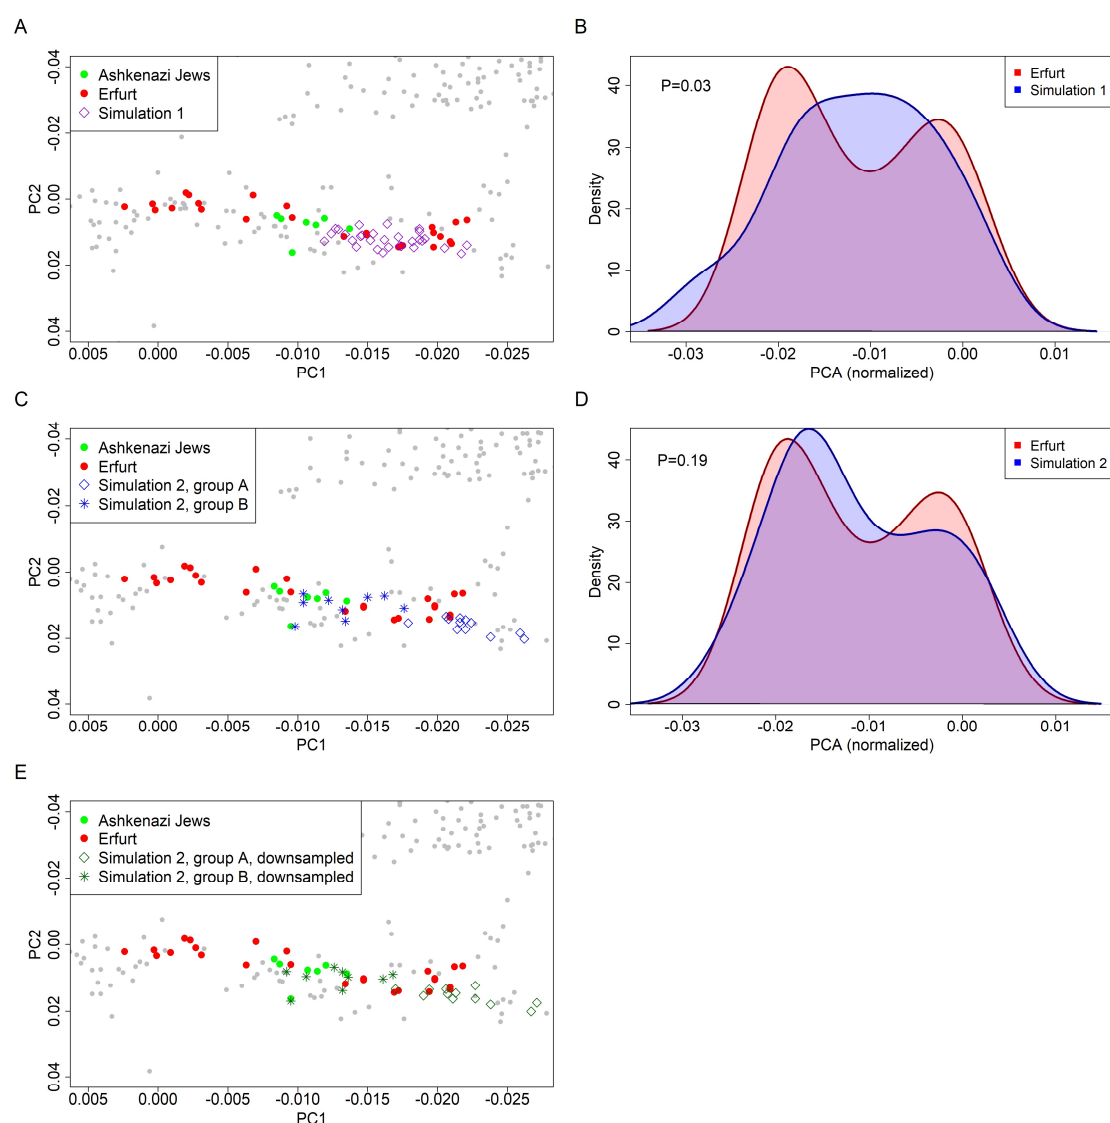 A
Ashkenazi Jews
Erfurt
Simulation 1
-0.04
-0.02
0.00
0.02
0.04
PC2
0.005 0.000 -0.005 -0.010 -0.015 -0.020 -0.025
PC1
B
P=0.03
Erfurt
Simulation 1
40
30
20
10
0
Density
-0.03 -0.02 -0.01 0.00 0.01
PCA (normalized)
C
Ashkenazi Jews
Erfurt
Simulation 2, group A
Simulation 2, group B
-0.04
-0.02
0.00
0.02
0.04
PC2
0.005 0.000 -0.005 -0.010 -0.015 -0.020 -0.025
PC1
D
P=0.19
Erfurt
Simulation 2
40
30
20
10
0
Density
-0.03 -0.02 -0.01 0.00 0.01
PCA (normalized)
E
Ashkenazi Jews
Erfurt
Simulation 2, group A, downsampled
Simulation 2, group B, downsampled
-0.04
-0.02
0.00
0.02
0.04
PC2
0.005 0.000 -0.005 -0.010 -0.015 -0.020 -0.025
PC1